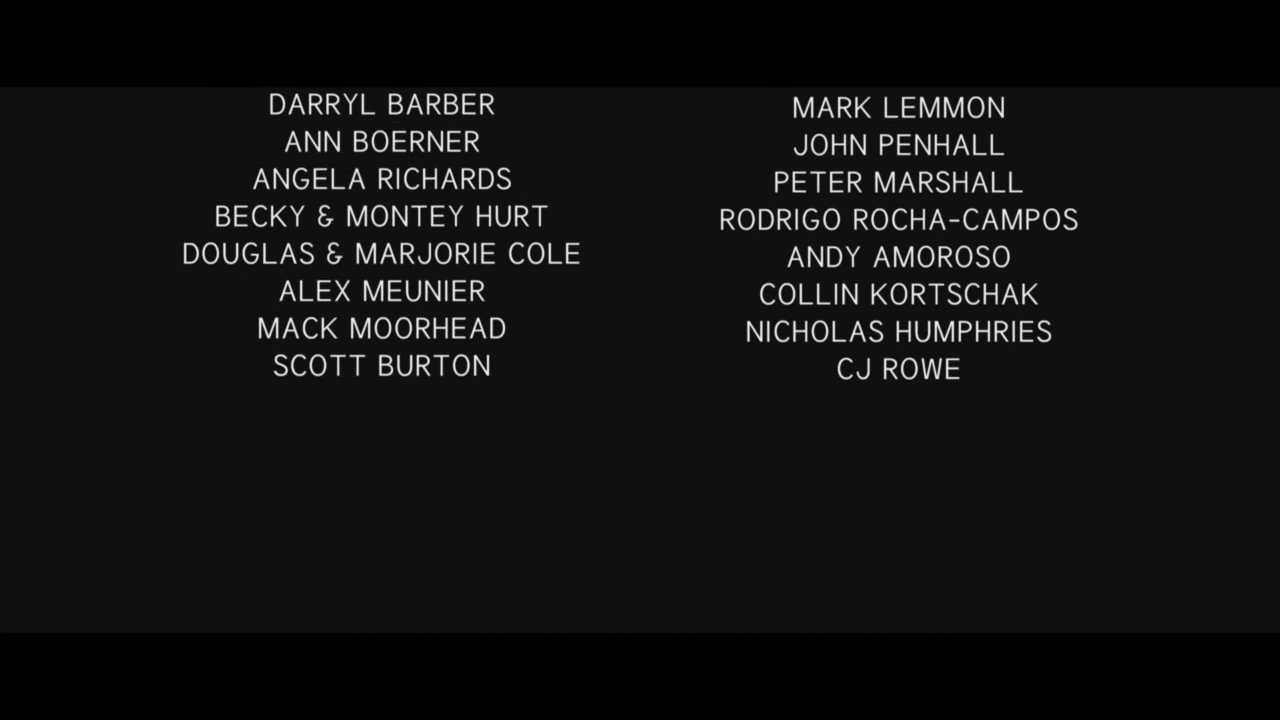 DARRYL BARBER
ANN BOERNER
ANGELA RICHARDS
BECKY & MONTEY HURT
DOUGLAS & MARJORIE COLE
ALEX MEUNIER
MACK MOORHEAD
SCOTT BURTON
MARK LEMMON
JOHN PENHALL
PETER MARSHALL
RODRIGO ROCHA-CAMPOS
ANDY AMOROSO
COLLIN KORTSCHAK
NICHOLAS HUMPHRIES
CJ ROWE